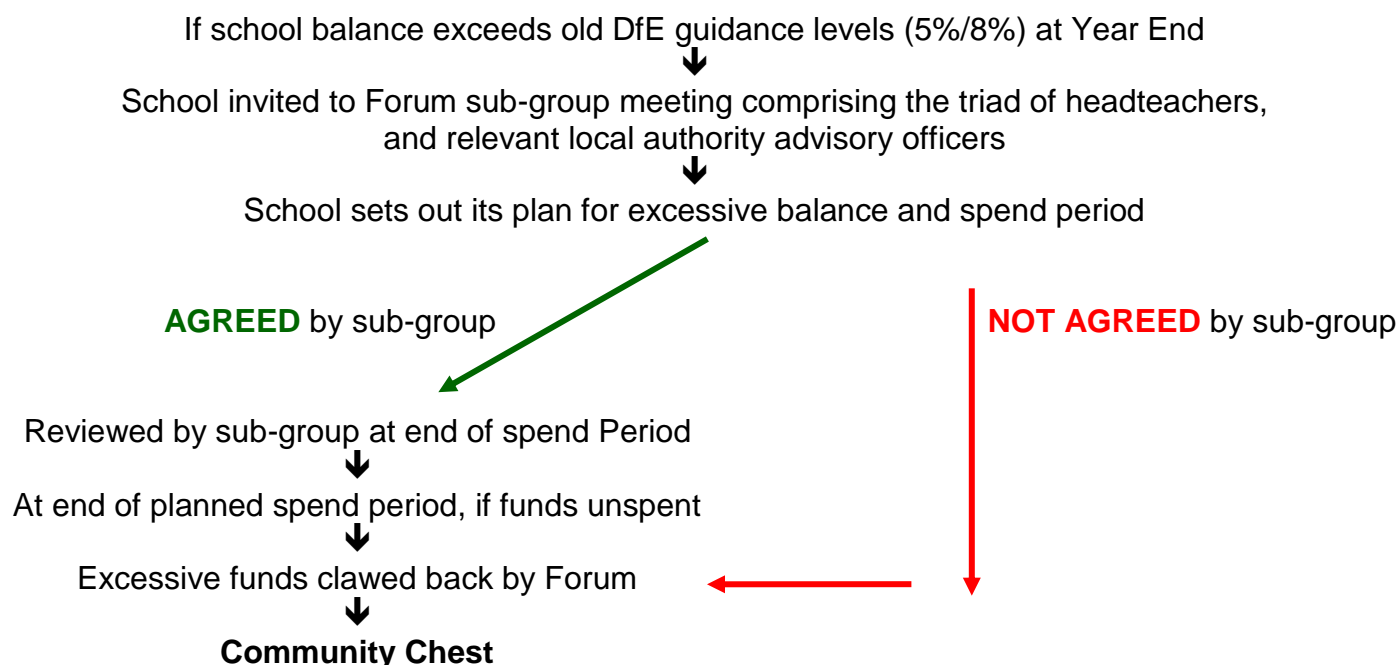 If school balance exceeds old DfE guidance levels (5%/8%) at Year End
School invited to Forum sub-group meeting comprising the triad of headteachers,
and relevant local authority advisory officers
School sets out its plan for excessive balance and spend period
AGREED by sub-group
NOT AGREED by sub-group
Reviewed by sub-group at end of spend Period
At end of planned spend period, if funds unspent
Excessive funds clawed back by Forum
Community Chest